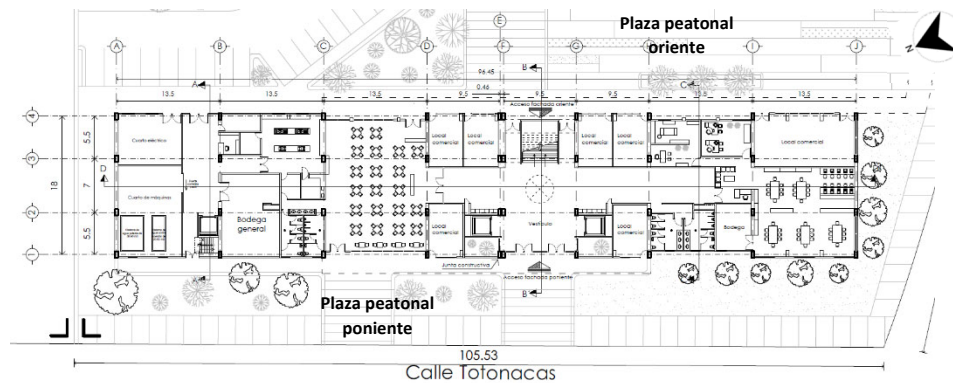 Plaza peatonal
oriente
N
E
A
B
C
D
F
G
I
J
B
96.45
A
C
0.46
13.5
13.5
13.5
9.5
9.5
9.5
13.5
13.5
Acceso fachada oriente
4
3
2
1
5.5
7
5.5
18
D
Cuarto eléctrico
Local
comercial
Local
comercial
Local
comercial
Local
comercial
Local comercial
Cuarto de máquinas
Bodega
general
Local
comercial
Vestíbulo
Local
comercial
Bodega
Junta constructiva
Acceso fachada poniente
B
Plaza peatonal
poniente
105.53
Calle Totonacas